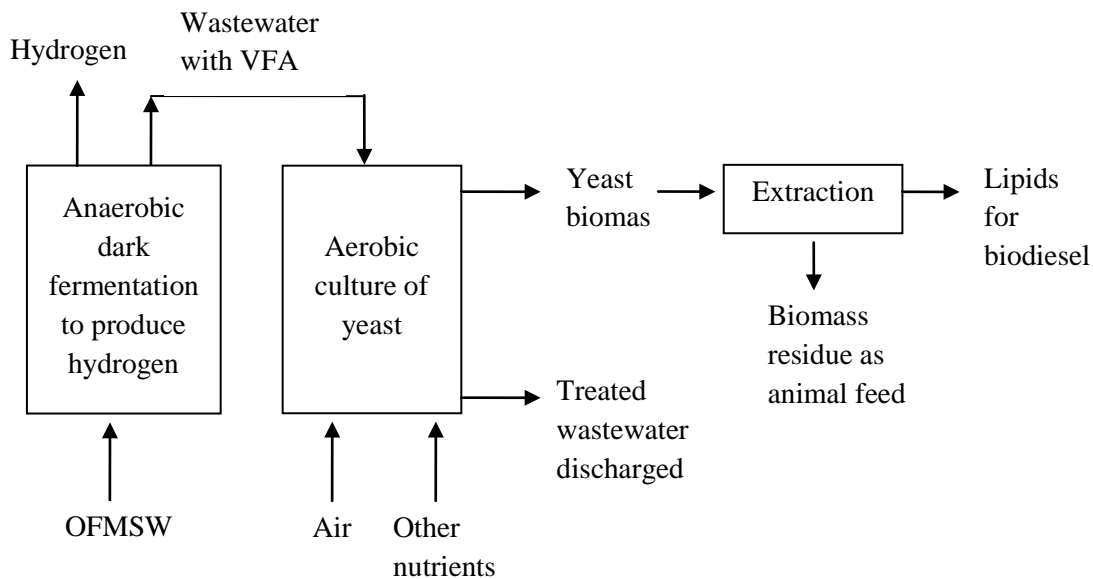 Hydrogen
Wastewater
with VFA
Anaerobic
dark
fermentation
to produce
hydrogen
OFMSW
Aerobic
culture of
yeast
Air
Other
nutrients
Yeast
biomas
Treated
wastewater
discharged
Extraction
Biomass
residue as
animal feed
Lipids
for
biodiesel